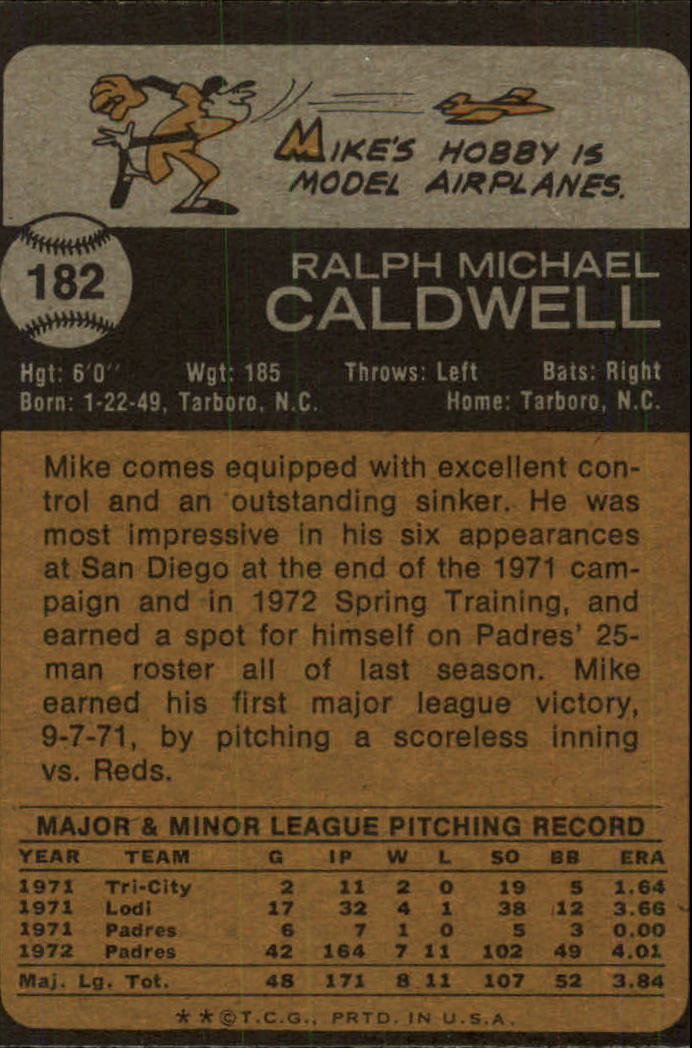 MIKE'S HOBBY IS
MODEL AIRPLANES.
182
RALPH MICHAEL
CALDWELL
Hgt: 6'0" Wgt: 185 Throws: Left Bats: Right
Born: 1-22-49, Tarboro, N.C. Home: Tarboro, N.C.
Mike comes equipped with excellent con-
trol and an outstanding sinker. He was
most impressive in his six appearances
at San Diego at the end of the 1971 cam-
paign and in 1972 Spring Training, and
earned a spot for himself on Padres' 25-
man roster all of last season. Mike
earned his first major league victory,
9-7-71, by pitching a scoreless inning
vs. Reds.
MAJOR & MINOR LEAGUE PITCHING RECORD
YEAR TEAM G IP W L SO BB ERA
1971 Tri-City 2 11 2 0 19 5 1.64
1971 Lodi 17 32 4 1 38 12 3.66
1971 Padres 6 7 1 0 5 3 0.00
1972 Padres 42 164 7 11 102 49 4.01
Maj. Lg. Tot. 48 171 8 11 107 52 3.84
**©T.C.G., PRTD. IN U.S.A.